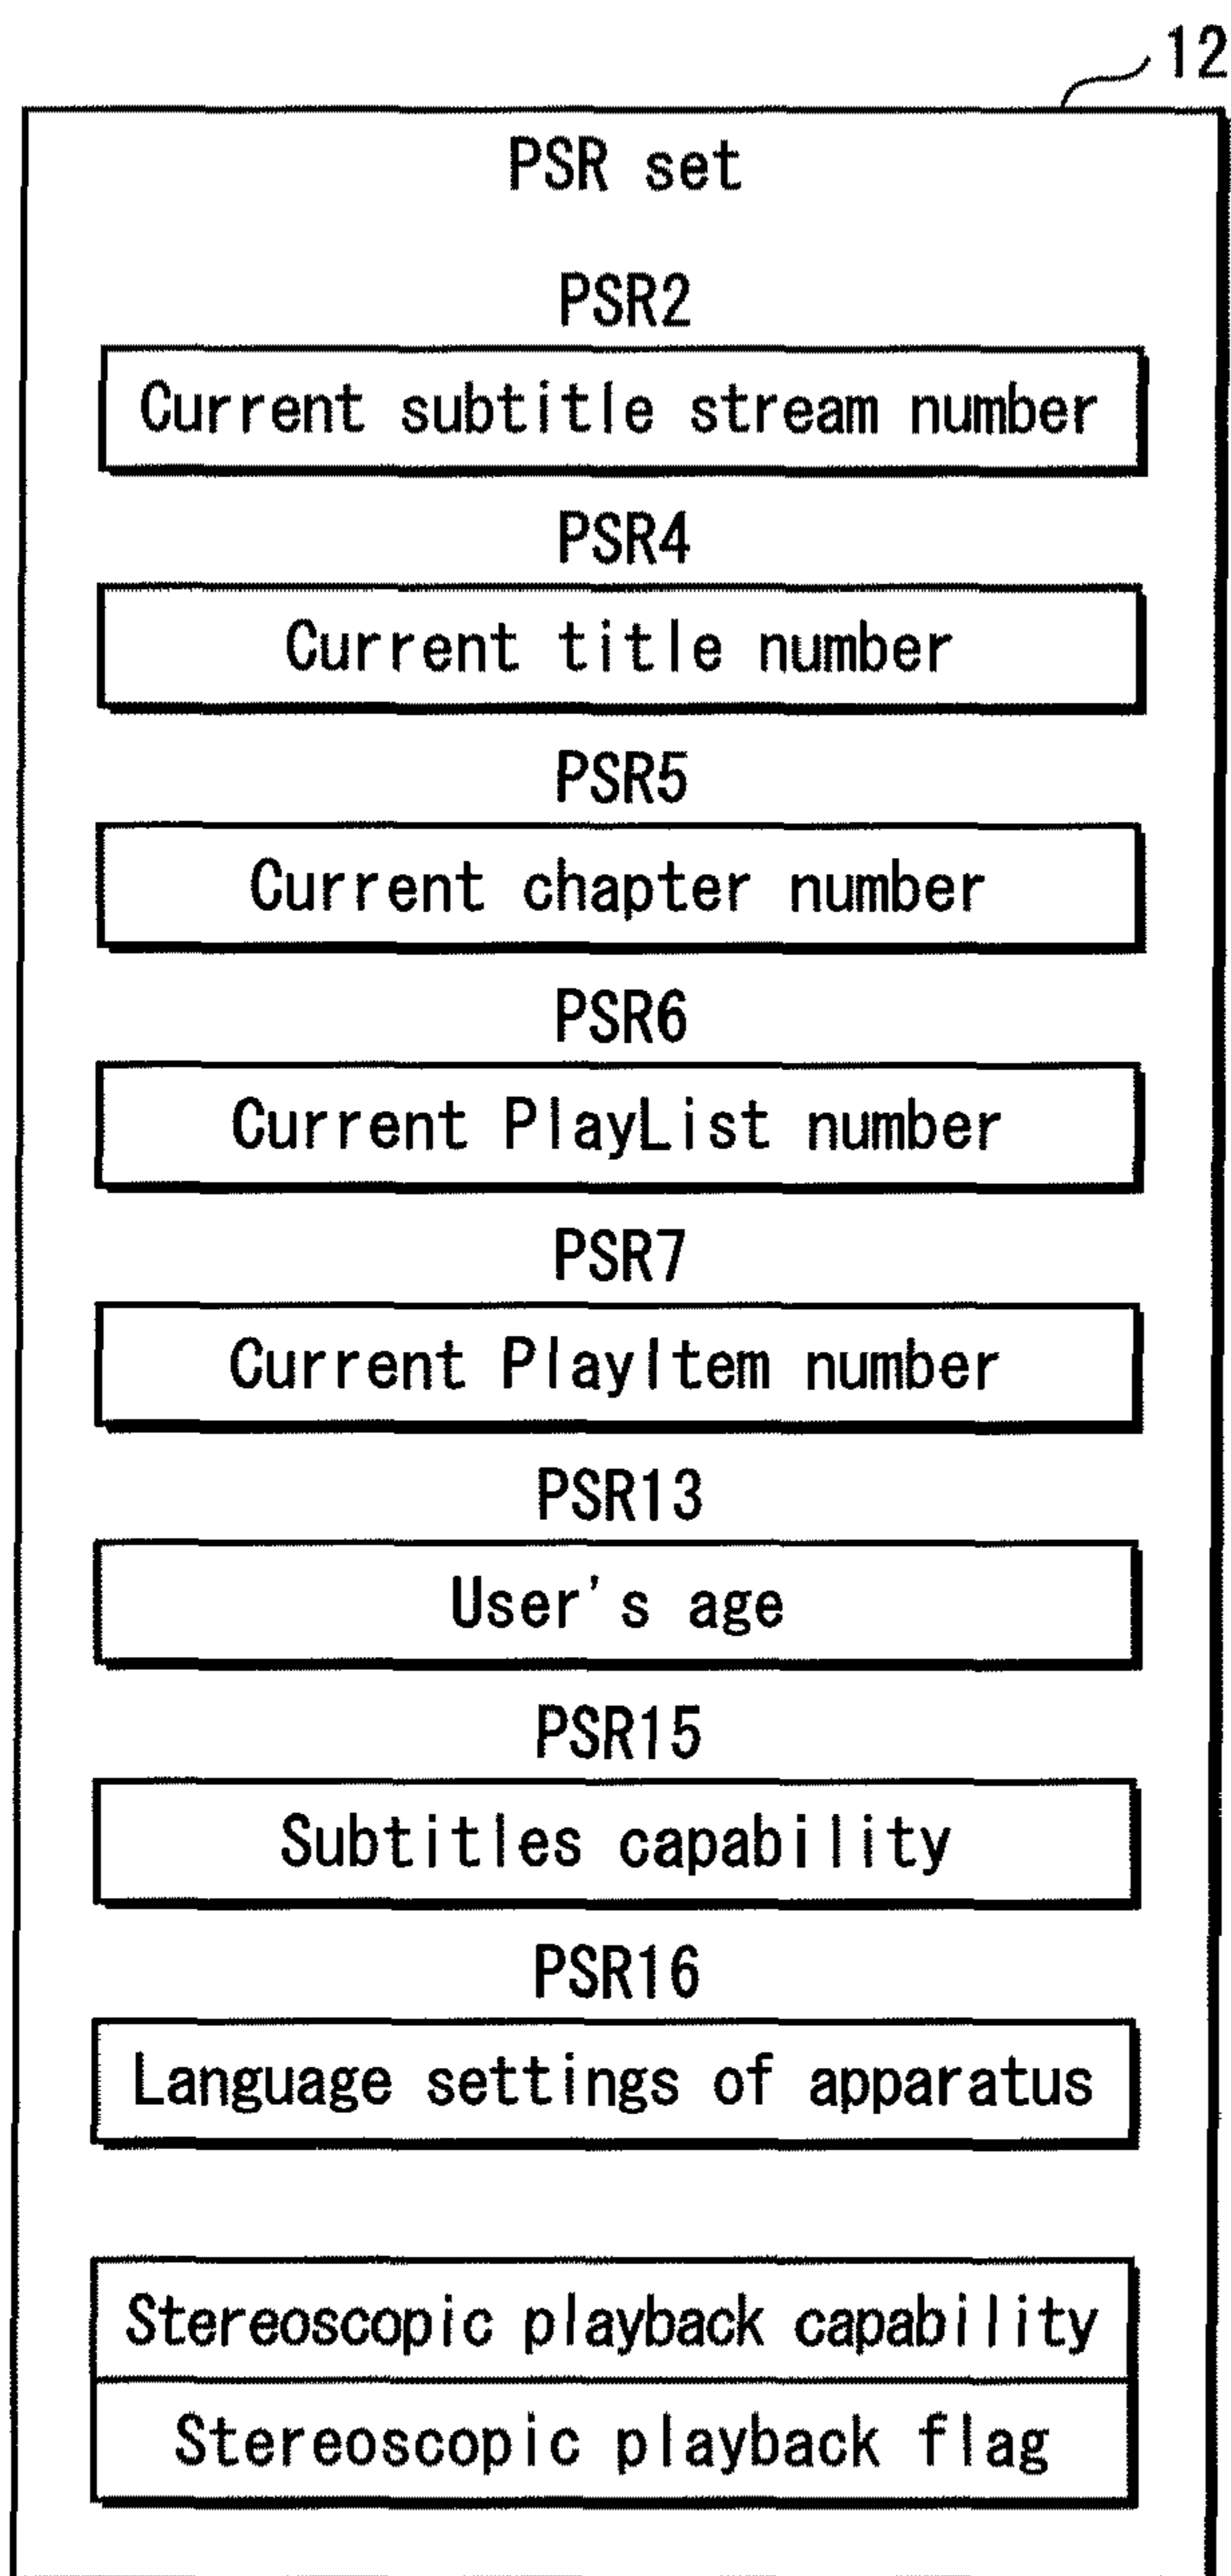 12
PSR set
PSR2
Current subtitle stream number
PSR4
Current title number
PSR5
Current chapter number
PSR6
Current PlayList number
PSR7
Current PlayItem number
PSR13
User's age
PSR15
Subtitles capability
PSR16
Language settings of apparatus
Stereoscopic playback capability
Stereoscopic playback flag